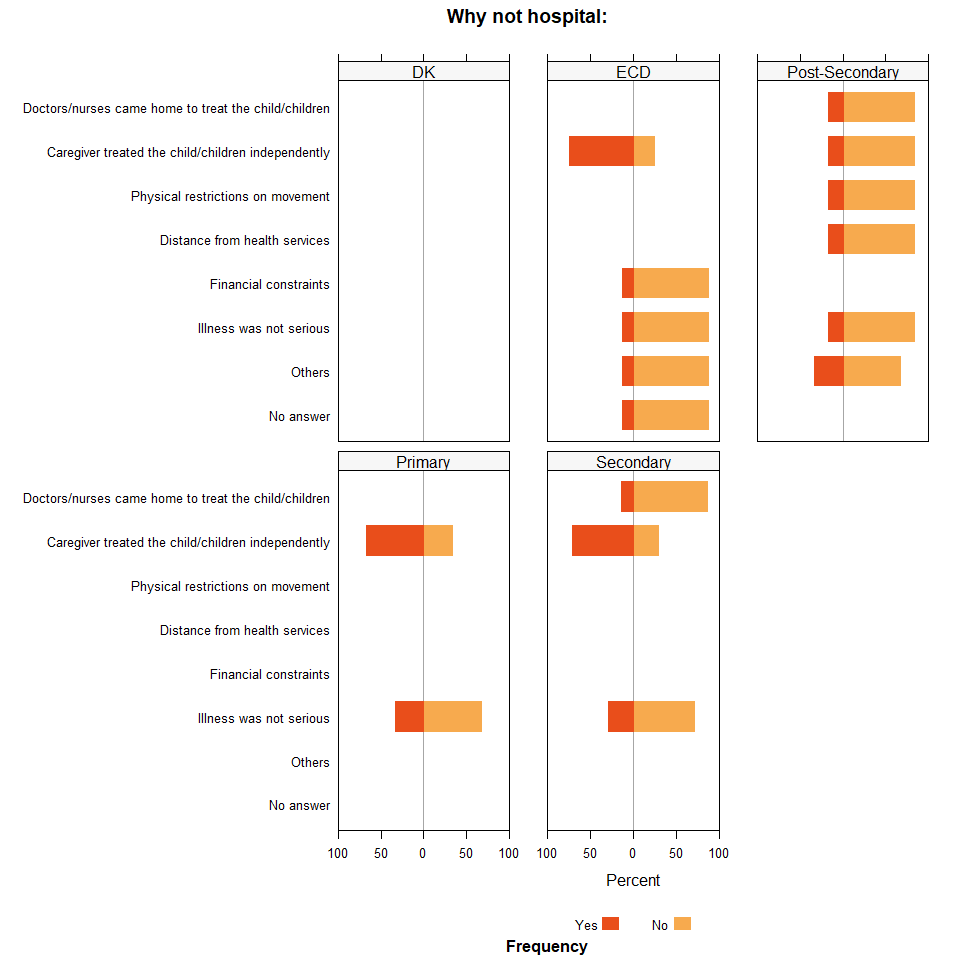 Why not hospital:
DK
ECD
Post-Secondary
Doctors/nurses came home to treat the child/children
Caregiver treated the child/children independently
Physical restrictions on movement
Distance from health services
Financial constraints
Illness was not serious
Others
No answer
Primary
Secondary
Doctors/nurses came home to treat the child/children
Caregiver treated the child/children independently
Physical restrictions on movement
Distance from health services
Financial constraints
Illness was not serious
Others
No answer
100 50 0 50 100 100 50 0 50 100
Percent
Yes No
Frequency